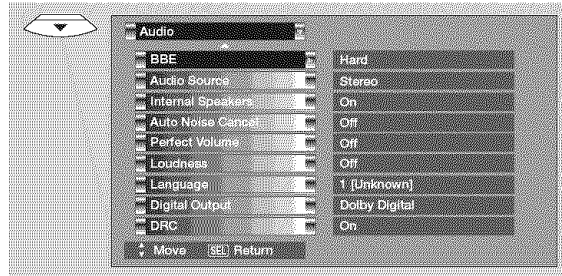 Audio
BBE Hard
Audio Source Stereo
Internal Speakers On
Auto Noise Cancel Off
Perfect Volume Off
Loudness Off
Language 1 [Unknown]
Digital Output Dolby Digital
DRC On
Move SEL Return